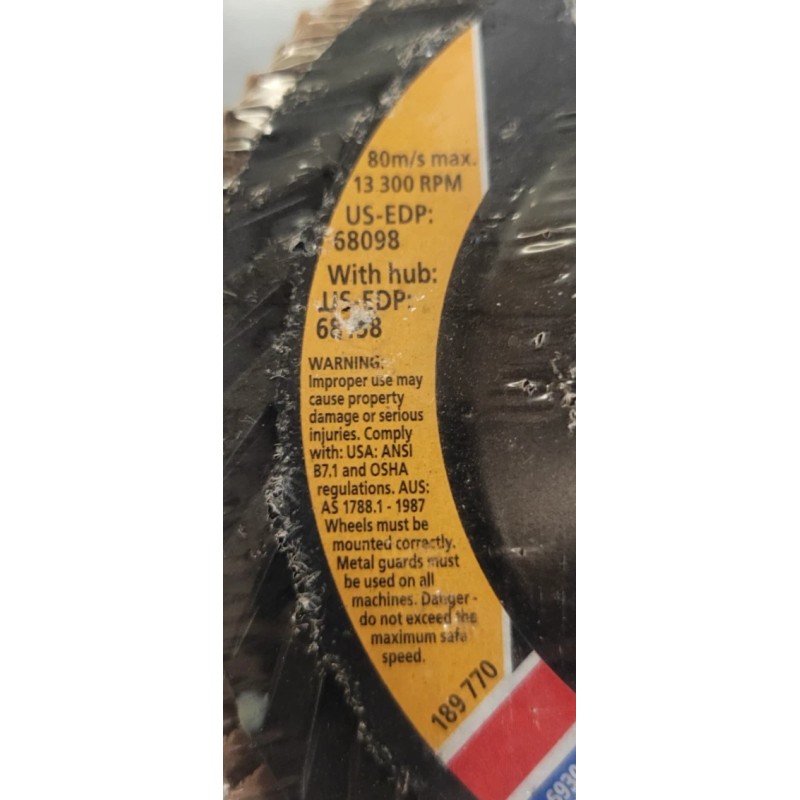 80m/s max.
13 300 RPM
US-EDP:
68098
With hub:
US-EDP:
WARNING:
Improper use may
cause property
damage or serious
injuries. Comply
with: USA: ANSI
B7.1 and OSHA
regulations. AUS:
AS 1788.1 - 1987
Wheels must be
mounted correctly.
Metal guards must
be used on all
machines. Danger -
do not exceed the
maximum safe
speed.
189 770